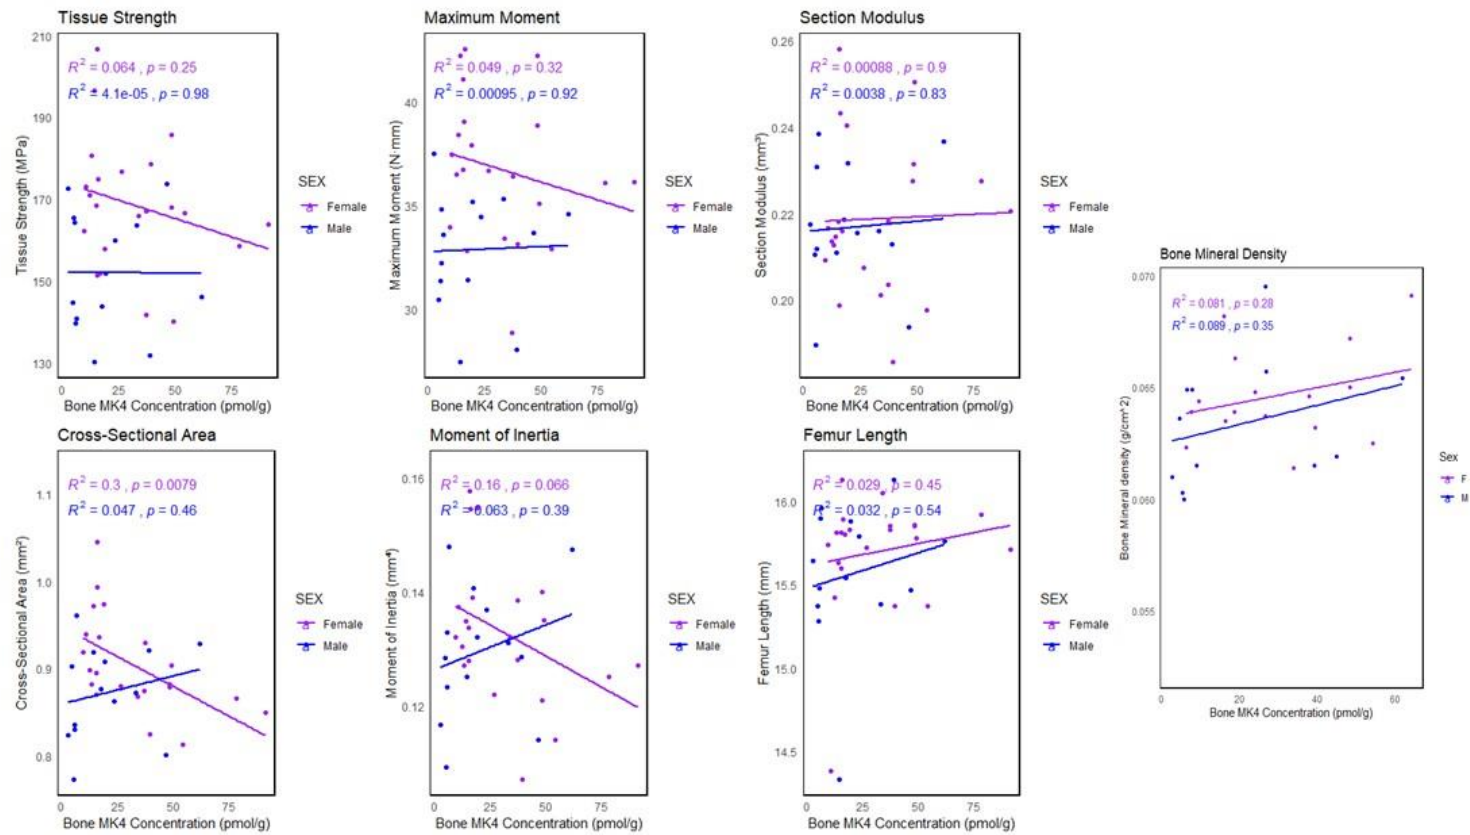 Tissue Strength
210
190
170
150
130
Tissue Strength (MPa)
R² = 0.064 , p = 0.25
R² = 4.1e-05 , p = 0.98
0 25 50 75
Bone MK4 Concentration (pmol/g)
SEX
Female
Male
Maximum Moment
40
35
30
Maximum Moment (N·mm)
R² = 0.049 , p = 0.32
R² = 0.00095 , p = 0.92
0 25 50 75
Bone MK4 Concentration (pmol/g)
SEX
Female
Male
Section Modulus
0.26
0.24
0.22
0.20
Section Modulus (mm³)
R² = 0.00088 , p = 0.9
R² = 0.0038 , p = 0.83
0 25 50 75
Bone MK4 Concentration (pmol/g)
SEX
Female
Male
Cross-Sectional Area
1.1
1.0
0.9
0.8
Cross-Sectional Area (mm²)
R² = 0.3 , p = 0.0079
R² = 0.047 , p = 0.46
0 25 50 75
Bone MK4 Concentration (pmol/g)
SEX
Female
Male
Moment of Inertia
0.16
0.14
0.12
Moment of Inertia (mm⁴)
R² = 0.16 , p = 0.066
R² = 0.063 , p = 0.39
0 25 50 75
Bone MK4 Concentration (pmol/g)
SEX
Female
Male
Femur Length
16.0
15.5
15.0
14.5
Femur Length (mm)
R² = 0.029 , p = 0.45
R² = 0.032 , p = 0.54
0 25 50 75
Bone MK4 Concentration (pmol/g)
SEX
Female
Male
Bone Mineral Density
0.070
0.065
0.060
0.055
Bone Mineral density (g/cm^2)
R² = 0.081 , p = 0.28
R² = 0.089 , p = 0.35
0 20 40 60
Bone MK4 Concentration (pmol/g)
Sex
F
M